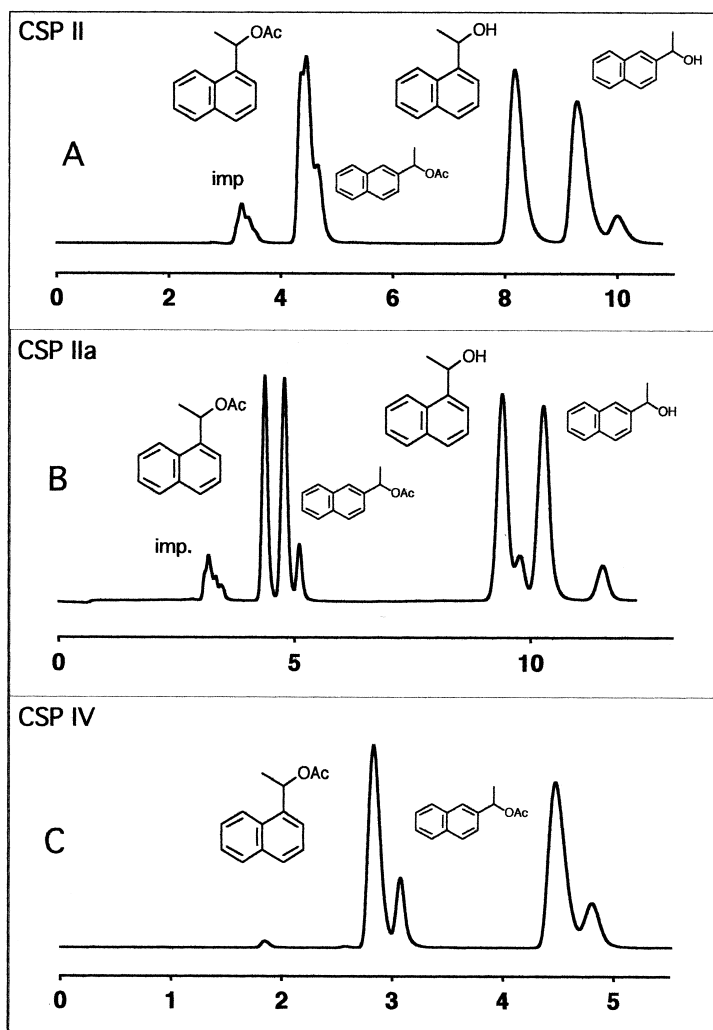 CSP II
OAc
OH
OH
A
imp
OAc
0 2 4 6 8 10
CSP IIa
OH
OAc
OH
B
OAc
imp.
0 5 10
CSP IV
OAc
OAc
C
0 1 2 3 4 5